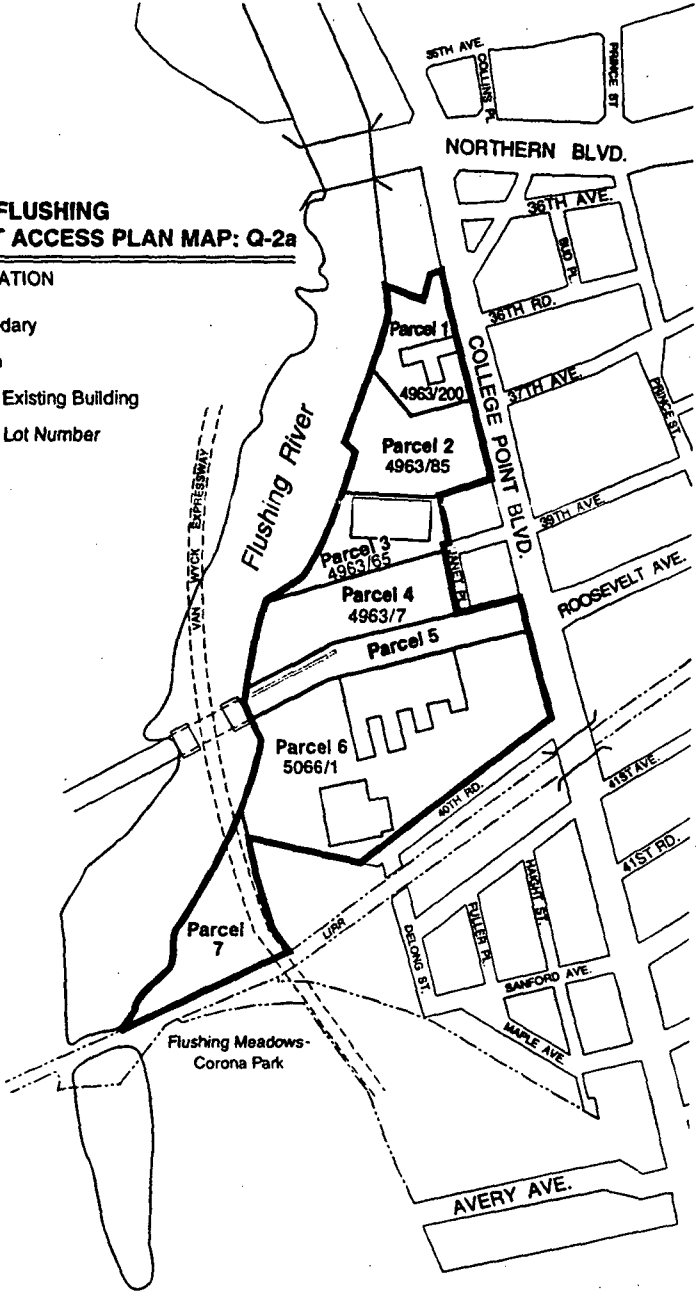 35TH AVE.
COLLINS PL
PRINCE ST
NORTHERN BLVD.
FLUSHING
ACCESS PLAN MAP: Q-2a
36TH AVE.
BUD PL.
ATION
dary
Existing Building
Lot Number
36TH RD.
Parcel 1
4963/200
COLLEGE POINT BLVD.
37TH AVE.
PRINCE ST.
Flushing River
Parcel 2
4963/85
VAN WYCK EXPRESSWAY
39TH AVE.
Parcel 3
4963/65
JANET PL.
ROOSEVELT AVE.
Parcel 4
4963/7
Parcel 5
Parcel 6
5066/1
40TH RD.
41ST AVE.
41ST RD.
HAIGHT ST.
FULLER PL.
DELONG ST.
LIRR
Parcel
7
SANFORD AVE.
MAPLE AVE.
Flushing Meadows-
Corona Park
AVERY AVE.